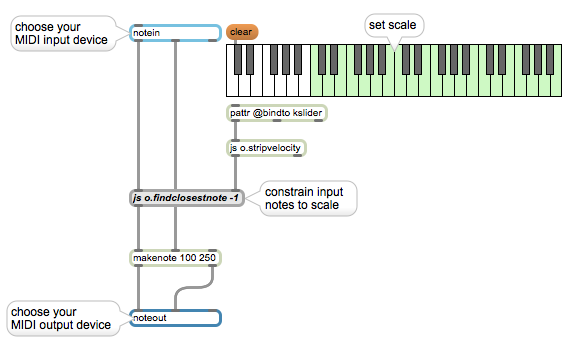 choose your
MIDI input device
notein
clear
set scale
pattr @bindto kslider
js o.stripvelocity
js o.findclosestnote -1
constrain input
notes to scale
makenote 100 250
choose your
MIDI output device
noteout